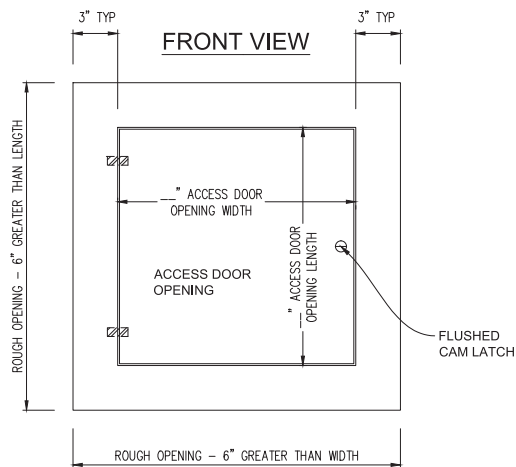 3" TYP
3" TYP
FRONT VIEW
ROUGH OPENING – 6" GREATER THAN LENGTH
__" ACCESS DOOR
OPENING WIDTH
__" ACCESS DOOR
OPENING LENGTH
ACCESS DOOR
OPENING
FLUSHED
CAM LATCH
ROUGH OPENING – 6" GREATER THAN WIDTH